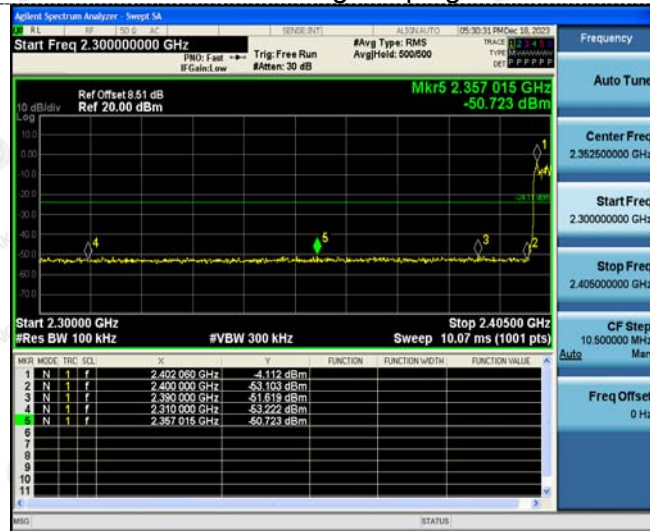 Agilent Spectrum Analyzer - Swept SA
RL RF 50 Ω AC SENSE:INT ALIGNAUTO 05:30:31 PM Dec 18, 2023
Start Freq 2.300000000 GHz
PNO: Fast
IFGain:Low
Trig: Free Run
#Atten: 30 dB
#Avg Type: RMS
Avg|Hold: 500/500
TRACE 1 2 3 4 5
TYPE
DET P P P P P P
Ref Offset 8.51 dB
Ref 20.00 dBm
10 dB/div
Log
Mkr5 2.357 015 GHz
-50.723 dBm
10.0
0.00
-10.0
-20.0
-30.0
-40.0
-50.0
-60.0
-70.0
1
4
5
3
2
Start 2.30000 GHz
#Res BW 100 kHz
#VBW 300 kHz
Stop 2.40500 GHz
Sweep 10.07 ms (1001 pts)
MKR MODE TRC SCL X Y FUNCTION FUNCTION WIDTH FUNCTION VALUE
1 N 1 f 2.402 060 GHz -4.112 dBm
2 N 1 f 2.400 000 GHz -53.103 dBm
3 N 1 f 2.390 000 GHz -51.619 dBm
4 N 1 f 2.310 000 GHz -53.222 dBm
5 N 1 f 2.357 015 GHz -50.723 dBm
6
7
8
9
10
11
MSG STATUS
Frequency
Auto Tune
Center Freq
2.352500000 GHz
Start Freq
2.300000000 GHz
Stop Freq
2.405000000 GHz
CF Step
10.500000 MHz
Auto Man
Freq Offset
0 Hz